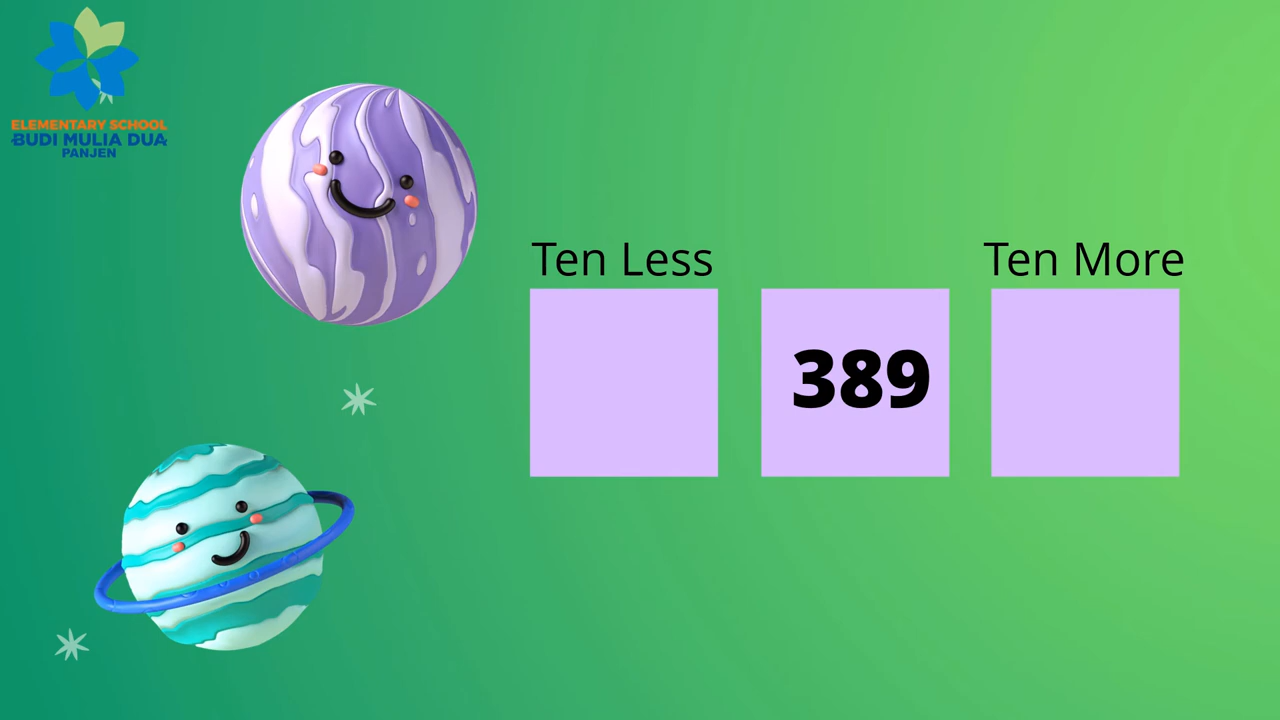 ELEMENTARY SCHOOL
BUDI MULIA DUA
PANJEN
Ten Less
Ten More
389